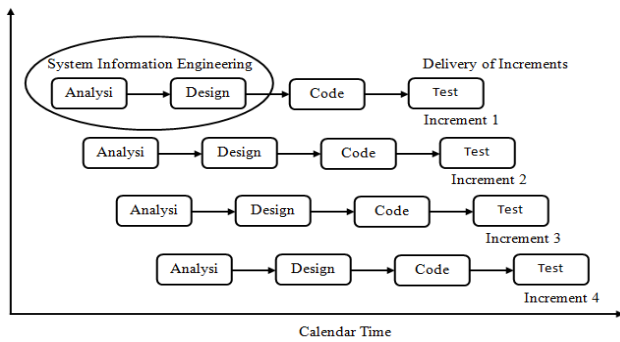 System Information Engineering Delivery of Increments
Analysi Design Code Test
Increment 1
Analysi Design Code Test
Increment 2
Analysi Design Code Test
Increment 3
Analysi Design Code Test
Increment 4
Calendar Time